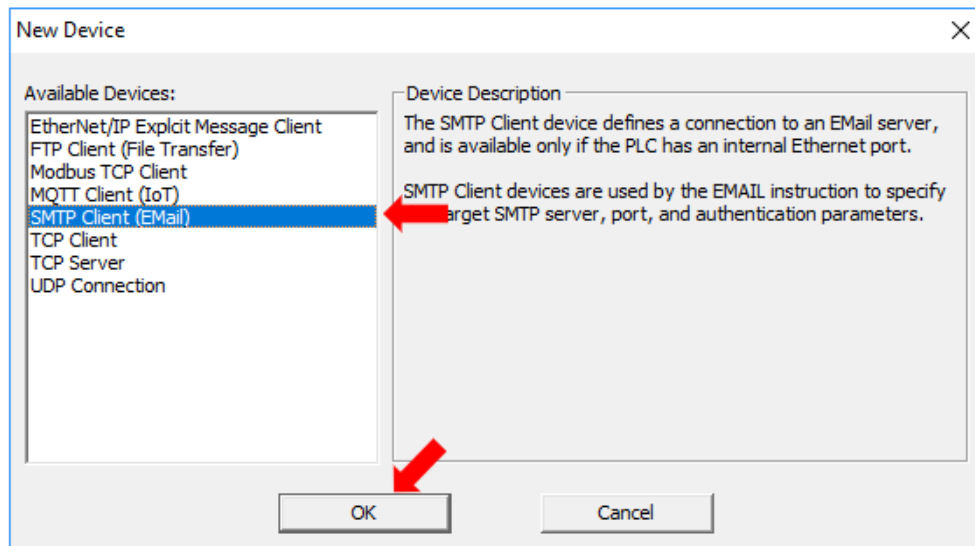 New Device
Available Devices:
EtherNet/IP Explcit Message Client
FTP Client (File Transfer)
Modbus TCP Client
MQTT Client (IoT)
SMTP Client (EMail)
TCP Client
TCP Server
UDP Connection
Device Description
The SMTP Client device defines a connection to an EMail server,
and is available only if the PLC has an internal Ethernet port.
SMTP Client devices are used by the EMAIL instruction to specify
arget SMTP server, port, and authentication parameters.
OK
Cancel